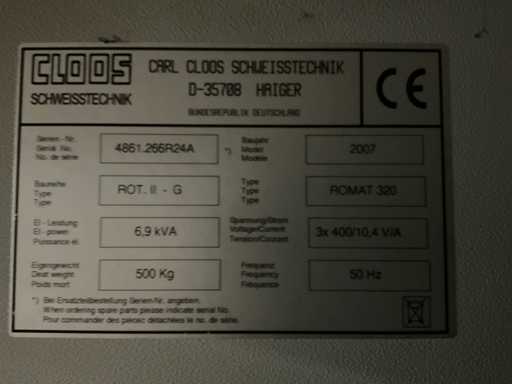 CLOOS
SCHWEISSTECHNIK
CARL CLOOS SCHWEISSTECHNIK
D-35708 HAIGER
BUNDESREPUBLIK DEUTSCHLAND
CE
Serien-Nr.
Serial No.
No. de série
4861.266R24A
*)
Baujahr
Model
Modéle
2007
Baureihe
Type
Type
ROT. II - G
Type
Type
Type
ROMAT 320
El - Leistung
El - power
Puissance el.
6,9 kVA
Spannung/Strom
Voltage/Current
Tension/Courant
3x 400/10,4 V/A
Eigengewicht
Deat weight
Poids mort
500 Kg
Frequenz
Frequency
Fréquence
50 Hz
*) Bei Ersatzteilbestellung Serien-Nr. angeben.
When ordering spare parts please indicate serial No.
Pour commander des piéces detachées le no. de série.